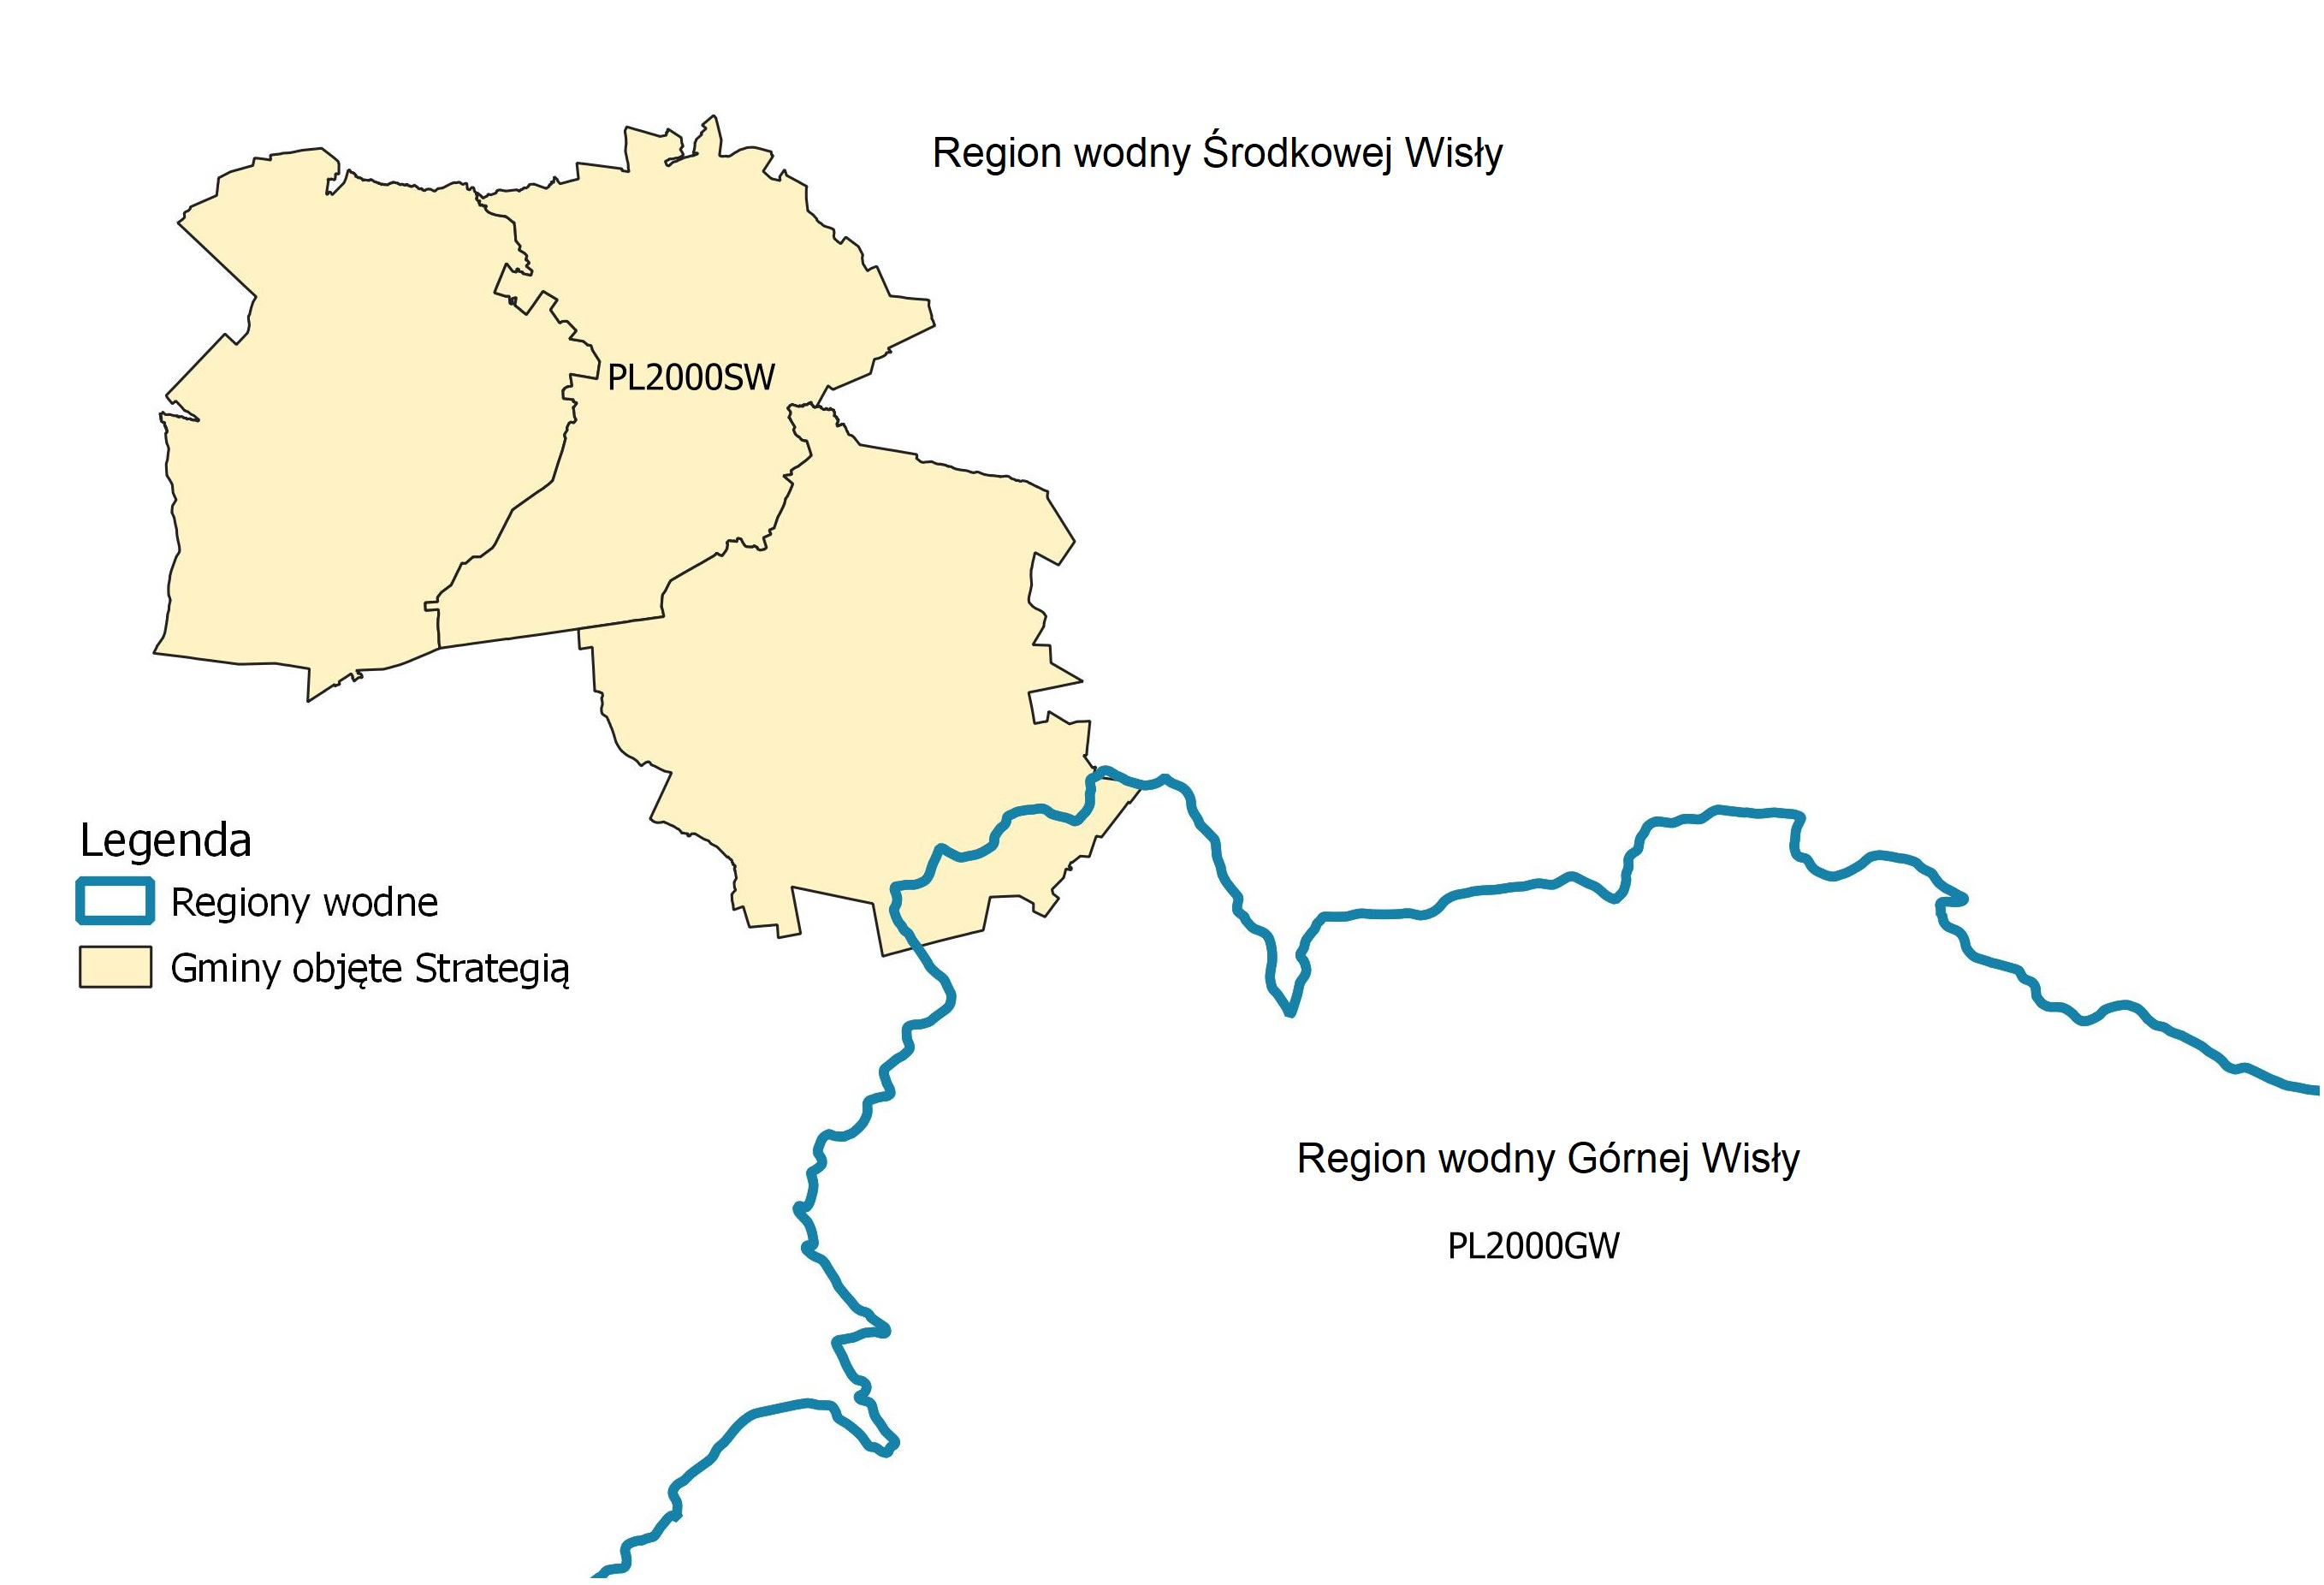 Region wodny Środkowej Wisły
PL2000SW
Legenda
Regiony wodne
Gminy objęte Strategią
Region wodny Górnej Wisły
PL2000GW